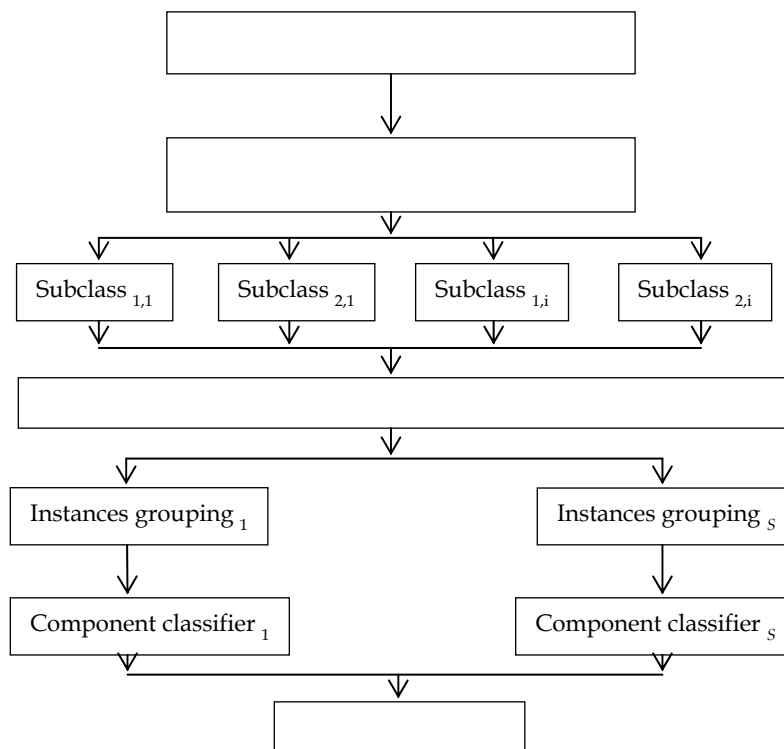 Subclass 1,1
Subclass 2,1
Subclass 1,i
Subclass 2,i
Instances grouping 1
Instances grouping S
Component classifier 1
Component classifier S